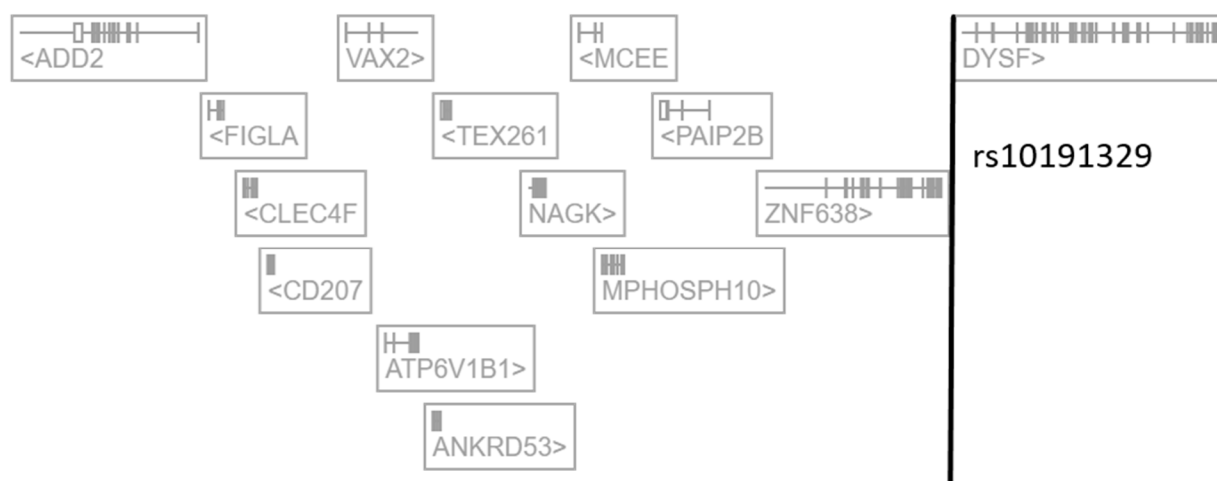 <ADD2
VAX2>
<MCEE
DYSF>
<FIGLA
<TEX261
<PAIP2B
rs10191329
<CLEC4F
NAGK>
ZNF638>
<CD207
MPHOSPH10>
ATP6V1B1>
ANKRD53>